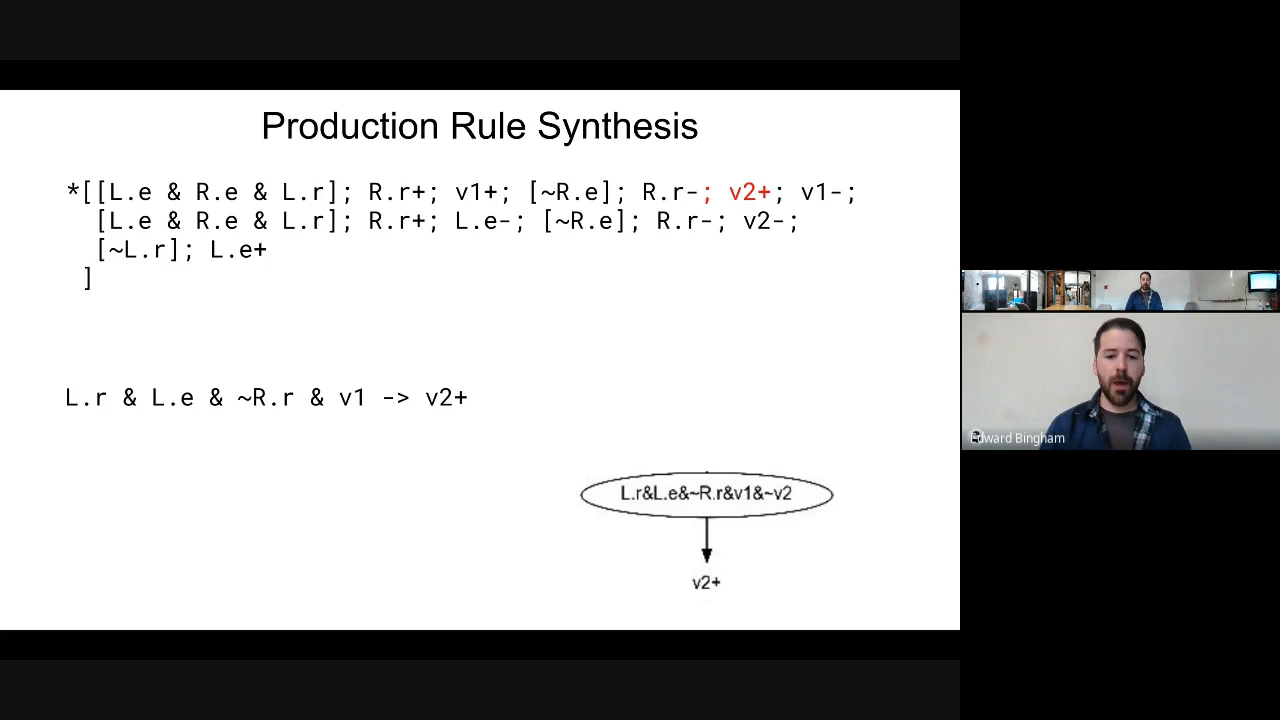 Production Rule Synthesis
*[[L.e & R.e & L.r]; R.r+; v1+; [~R.e]; R.r-; v2+; v1-;
[L.e & R.e & L.r]; R.r+; L.e-; [~R.e]; R.r-; v2-;
[~L.r]; L.e+
]
L.r & L.e & ~R.r & v1 -> v2+
L.r&L.e&~R.r&v1&~v2
v2+
Edward Bingham